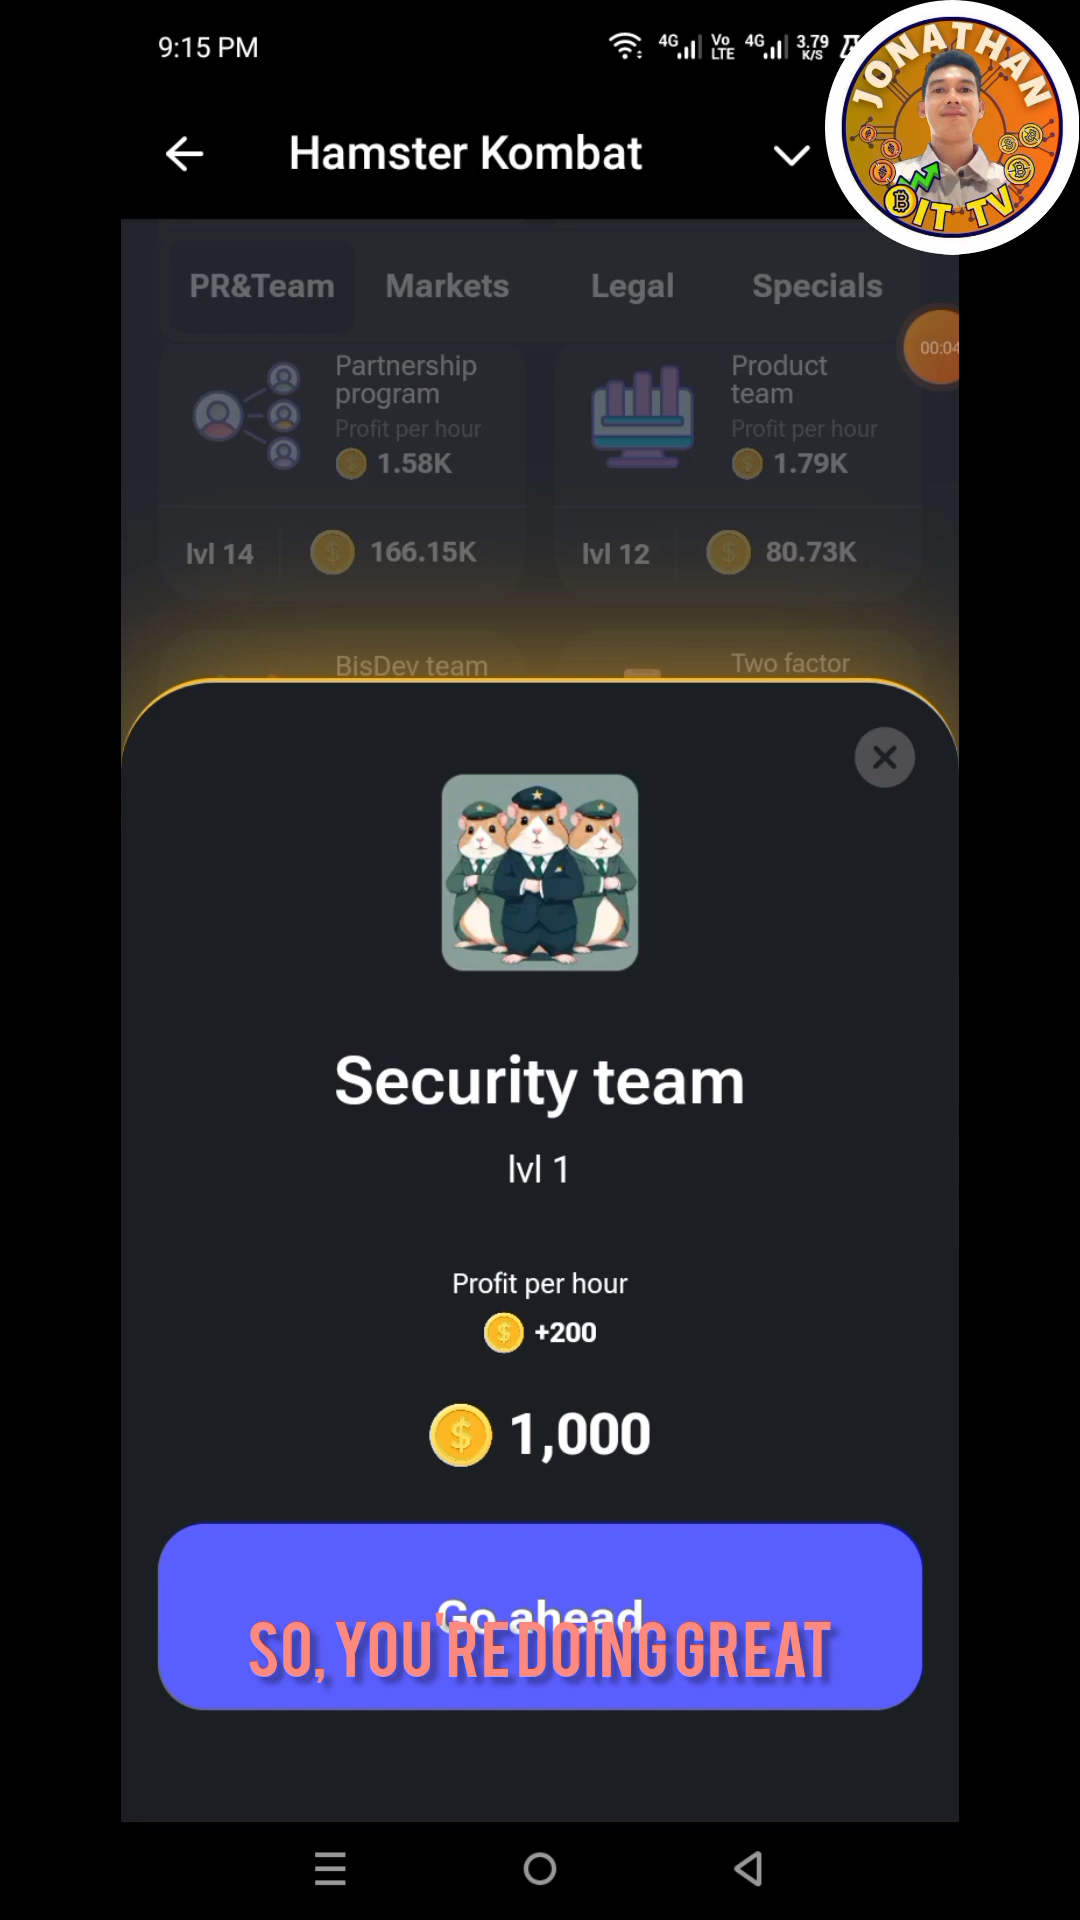 9:15 PM
4G Vo LTE 4G 3.79 K/S
JONATHAN
BIT TV
Hamster Kombat
PR&Team Markets Legal Specials
00:04
Partnership program
Profit per hour
1.58K
lvl 14 166.15K
Product team
Profit per hour
1.79K
lvl 12 80.73K
BisDev team
Two factor
Security team
lvl 1
Profit per hour
+200
1,000
Go ahead
SO, YOU'RE DOING GREAT